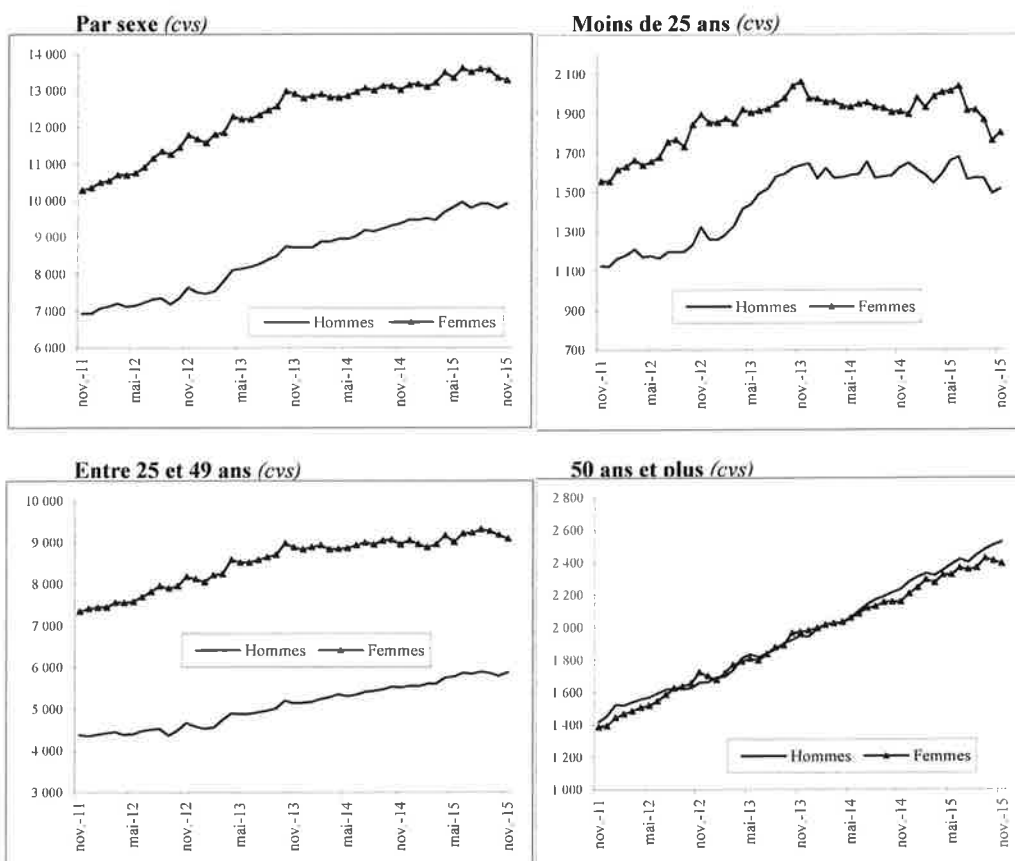 Par sexe (cvs)
14 000
13 000
12 000
11 000
10 000
9 000
8 000
7 000
6 000
Hommes Femmes
nov.-11 mai-12 nov.-12 mai-13 nov.-13 mai-14 nov.-14 mai-15 nov.-15
Moins de 25 ans (cvs)
2 100
1 900
1 700
1 500
1 300
1 100
900
700
Hommes Femmes
nov.-11 mai-12 nov.-12 mai-13 nov.-13 mai-14 nov.-14 mai-15 nov.-15
Entre 25 et 49 ans (cvs)
10 000
9 000
8 000
7 000
6 000
5 000
4 000
3 000
Hommes Femmes
nov.-11 mai-12 nov.-12 mai-13 nov.-13 mai-14 nov.-14 mai-15 nov.-15
50 ans et plus (cvs)
2 800
2 600
2 400
2 200
2 000
1 800
1 600
1 400
1 200
1 000
Hommes Femmes
nov.-11 mai-12 nov.-12 mai-13 nov.-13 mai-14 nov.-14 mai-15 nov.-15